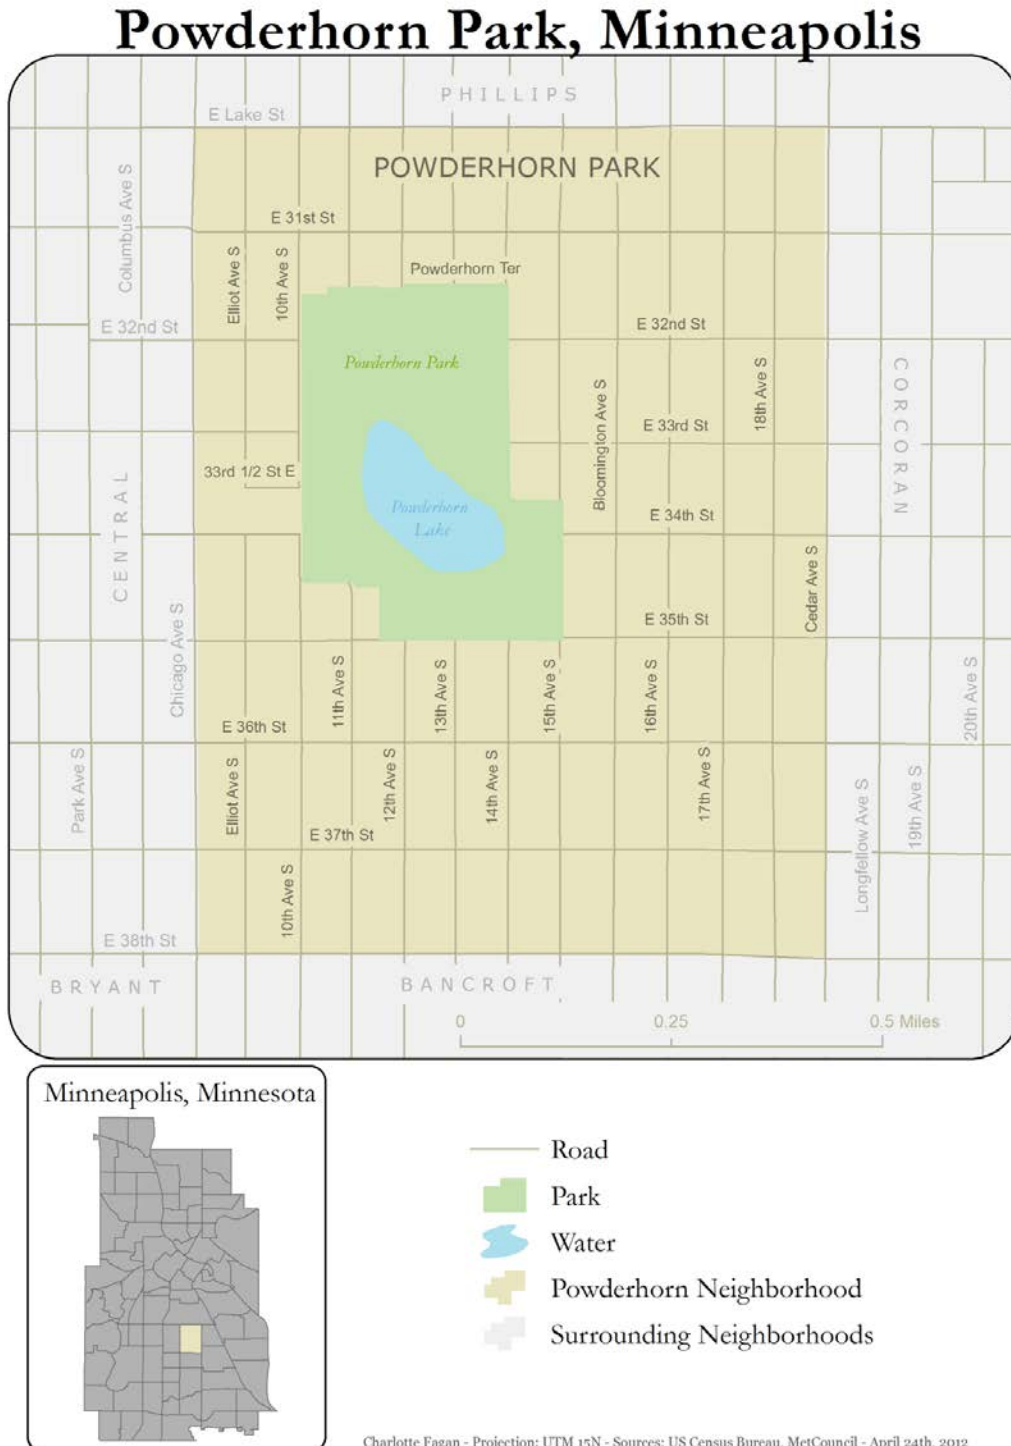 Powderhorn Park, Minneapolis
PHILLIPS
E Lake St
POWDERHORN PARK
Columbus Ave S
E 31st St
Elliot Ave S
10th Ave S
Powderhorn Ter
E 32nd St
E 32nd St
Powderhorn Park
18th Ave S
CORCORAN
Bloomington Ave S
E 33rd St
33rd 1/2 St E
CENTRAL
Powderhorn
Lake
E 34th St
Cedar Ave S
Chicago Ave S
E 35th St
11th Ave S
13th Ave S
15th Ave S
16th Ave S
20th Ave S
E 36th St
Park Ave S
Elliot Ave S
12th Ave S
14th Ave S
17th Ave S
19th Ave S
Longfellow Ave S
E 37th St
10th Ave S
E 38th St
BRYANT
BANCROFT
0
0.25
0.5 Miles
Minneapolis, Minnesota
Road
Park
Water
Powderhorn Neighborhood
Surrounding Neighborhoods
Charlotte Fagan - Projection: UTM 15N - Sources: US Census Bureau, MetCouncil - April 24th, 2012